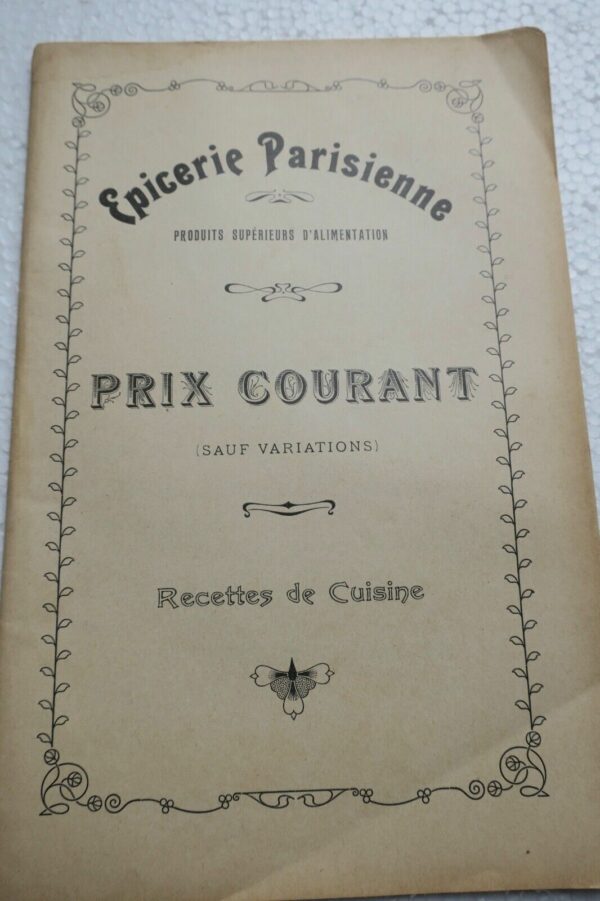 Epicerie Parisienne
PRODUITS SUPÉRIEURS D'ALIMENTATION
PRIX COURANT
(SAUF VARIATIONS)
Recettes de Cuisine